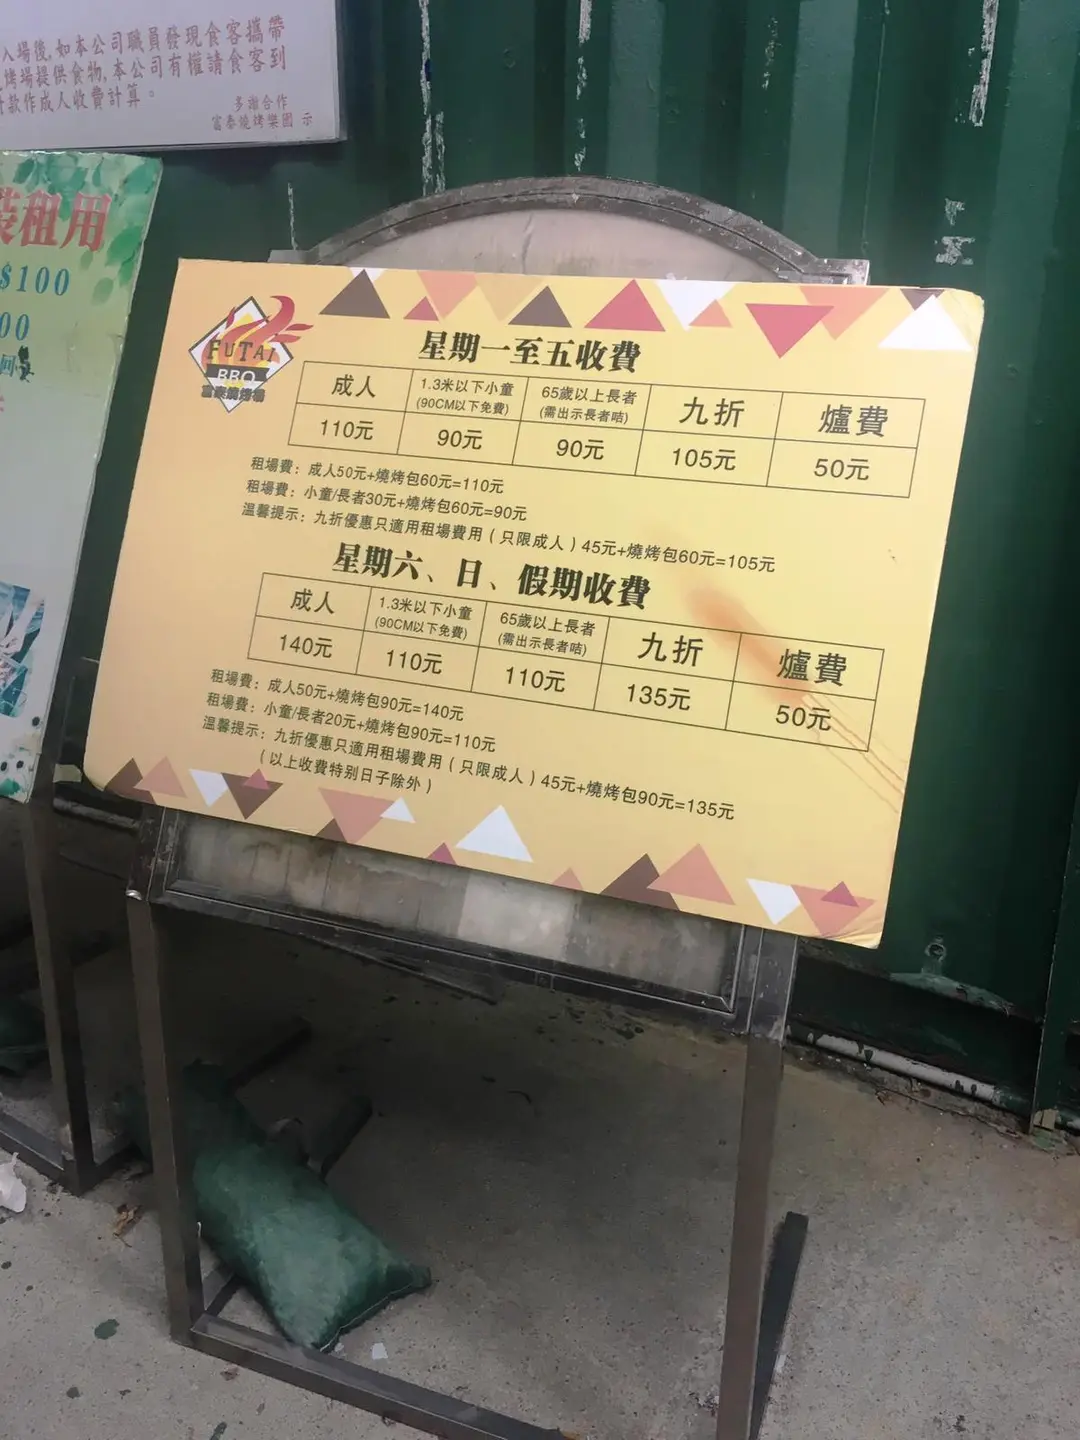 入場後,如本公司職員發現食客攜帶
烤場提供食物,本公司有權請食客到
款作成人收費計算。
多謝合作
富泰燒烤樂園 示
租用
$100
00
回
FUTAI
BBQ
富泰燒烤場
星期一至五收費
成人 1.3米以下小童 (90CM以下免費) 65歲以上長者 (需出示長者咭) 九折 爐費
110元 90元 90元 105元 50元
租場費：成人50元+燒烤包60元=110元
租場費：小童/長者30元+燒烤包60元=90元
溫馨提示：九折優惠只適用租場費用（只限成人）45元+燒烤包60元=105元
星期六、日、假期收費
成人 1.3米以下小童 (90CM以下免費) 65歲以上長者 (需出示長者咭) 九折 爐費
140元 110元 110元 135元 50元
租場費：成人50元+燒烤包90元=140元
租場費：小童/長者20元+燒烤包90元=110元
溫馨提示：九折優惠只適用租場費用（只限成人）45元+燒烤包90元=135元
（以上收費特別日子除外）